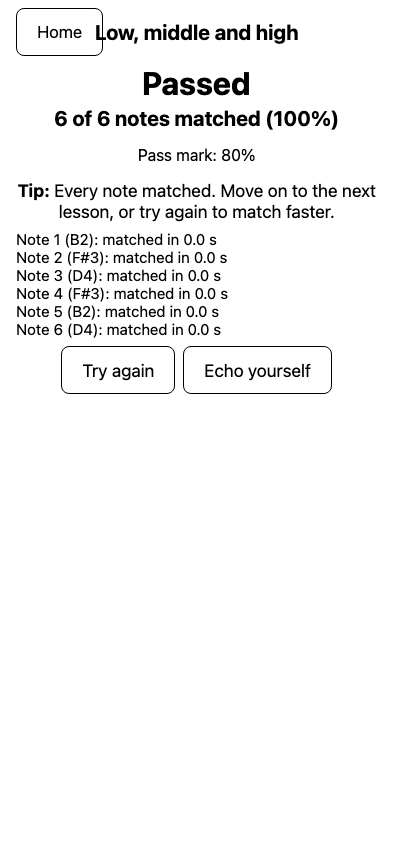 Home
Low, middle and high
Passed
6 of 6 notes matched (100%)
Pass mark: 80%
Tip: Every note matched. Move on to the next
lesson, or try again to match faster.
Note 1 (B2): matched in 0.0 s
Note 2 (F#3): matched in 0.0 s
Note 3 (D4): matched in 0.0 s
Note 4 (F#3): matched in 0.0 s
Note 5 (B2): matched in 0.0 s
Note 6 (D4): matched in 0.0 s
Try again
Echo yourself